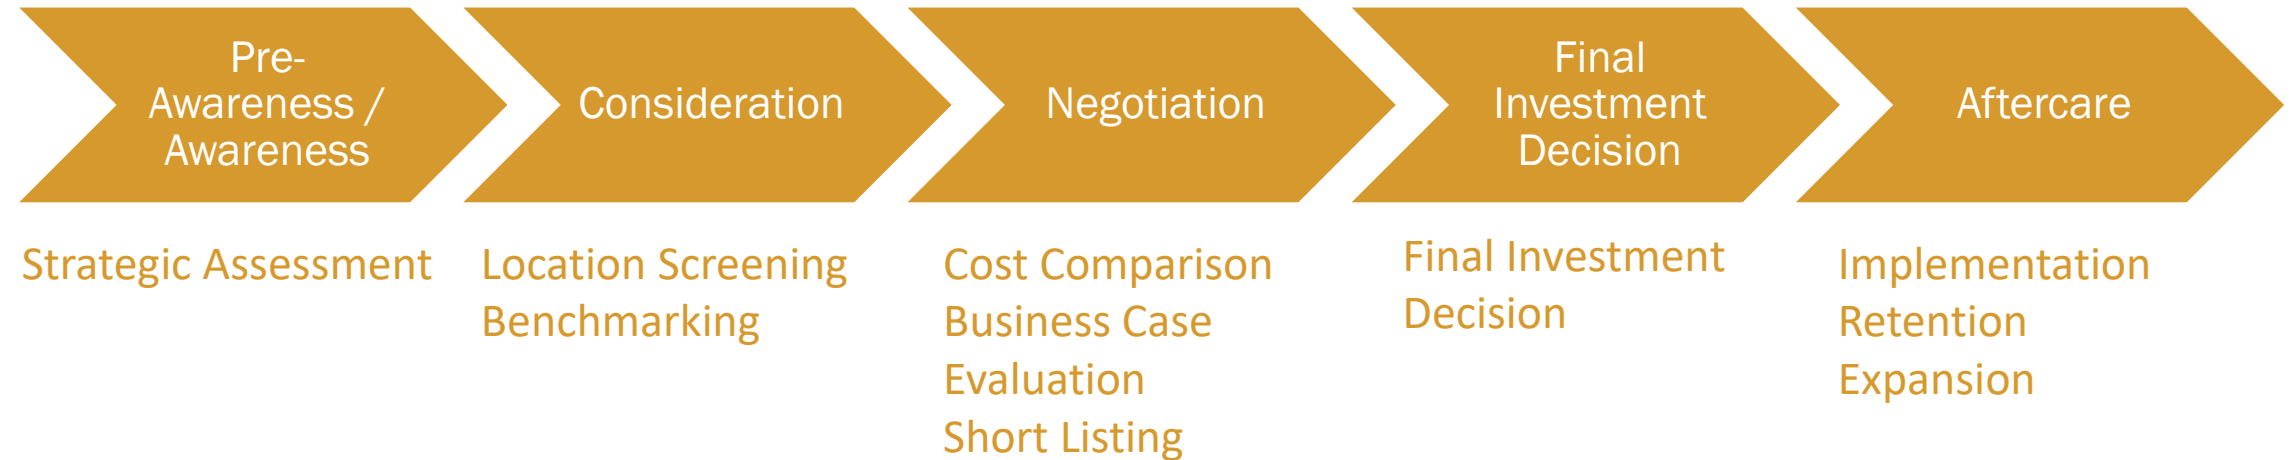 Pre-
Awareness /
Awareness
Consideration
Negotiation
Final
Investment
Decision
Aftercare
Strategic Assessment
Location Screening
Benchmarking
Cost Comparison
Business Case
Evaluation
Short Listing
Final Investment
Decision
Implementation
Retention
Expansion